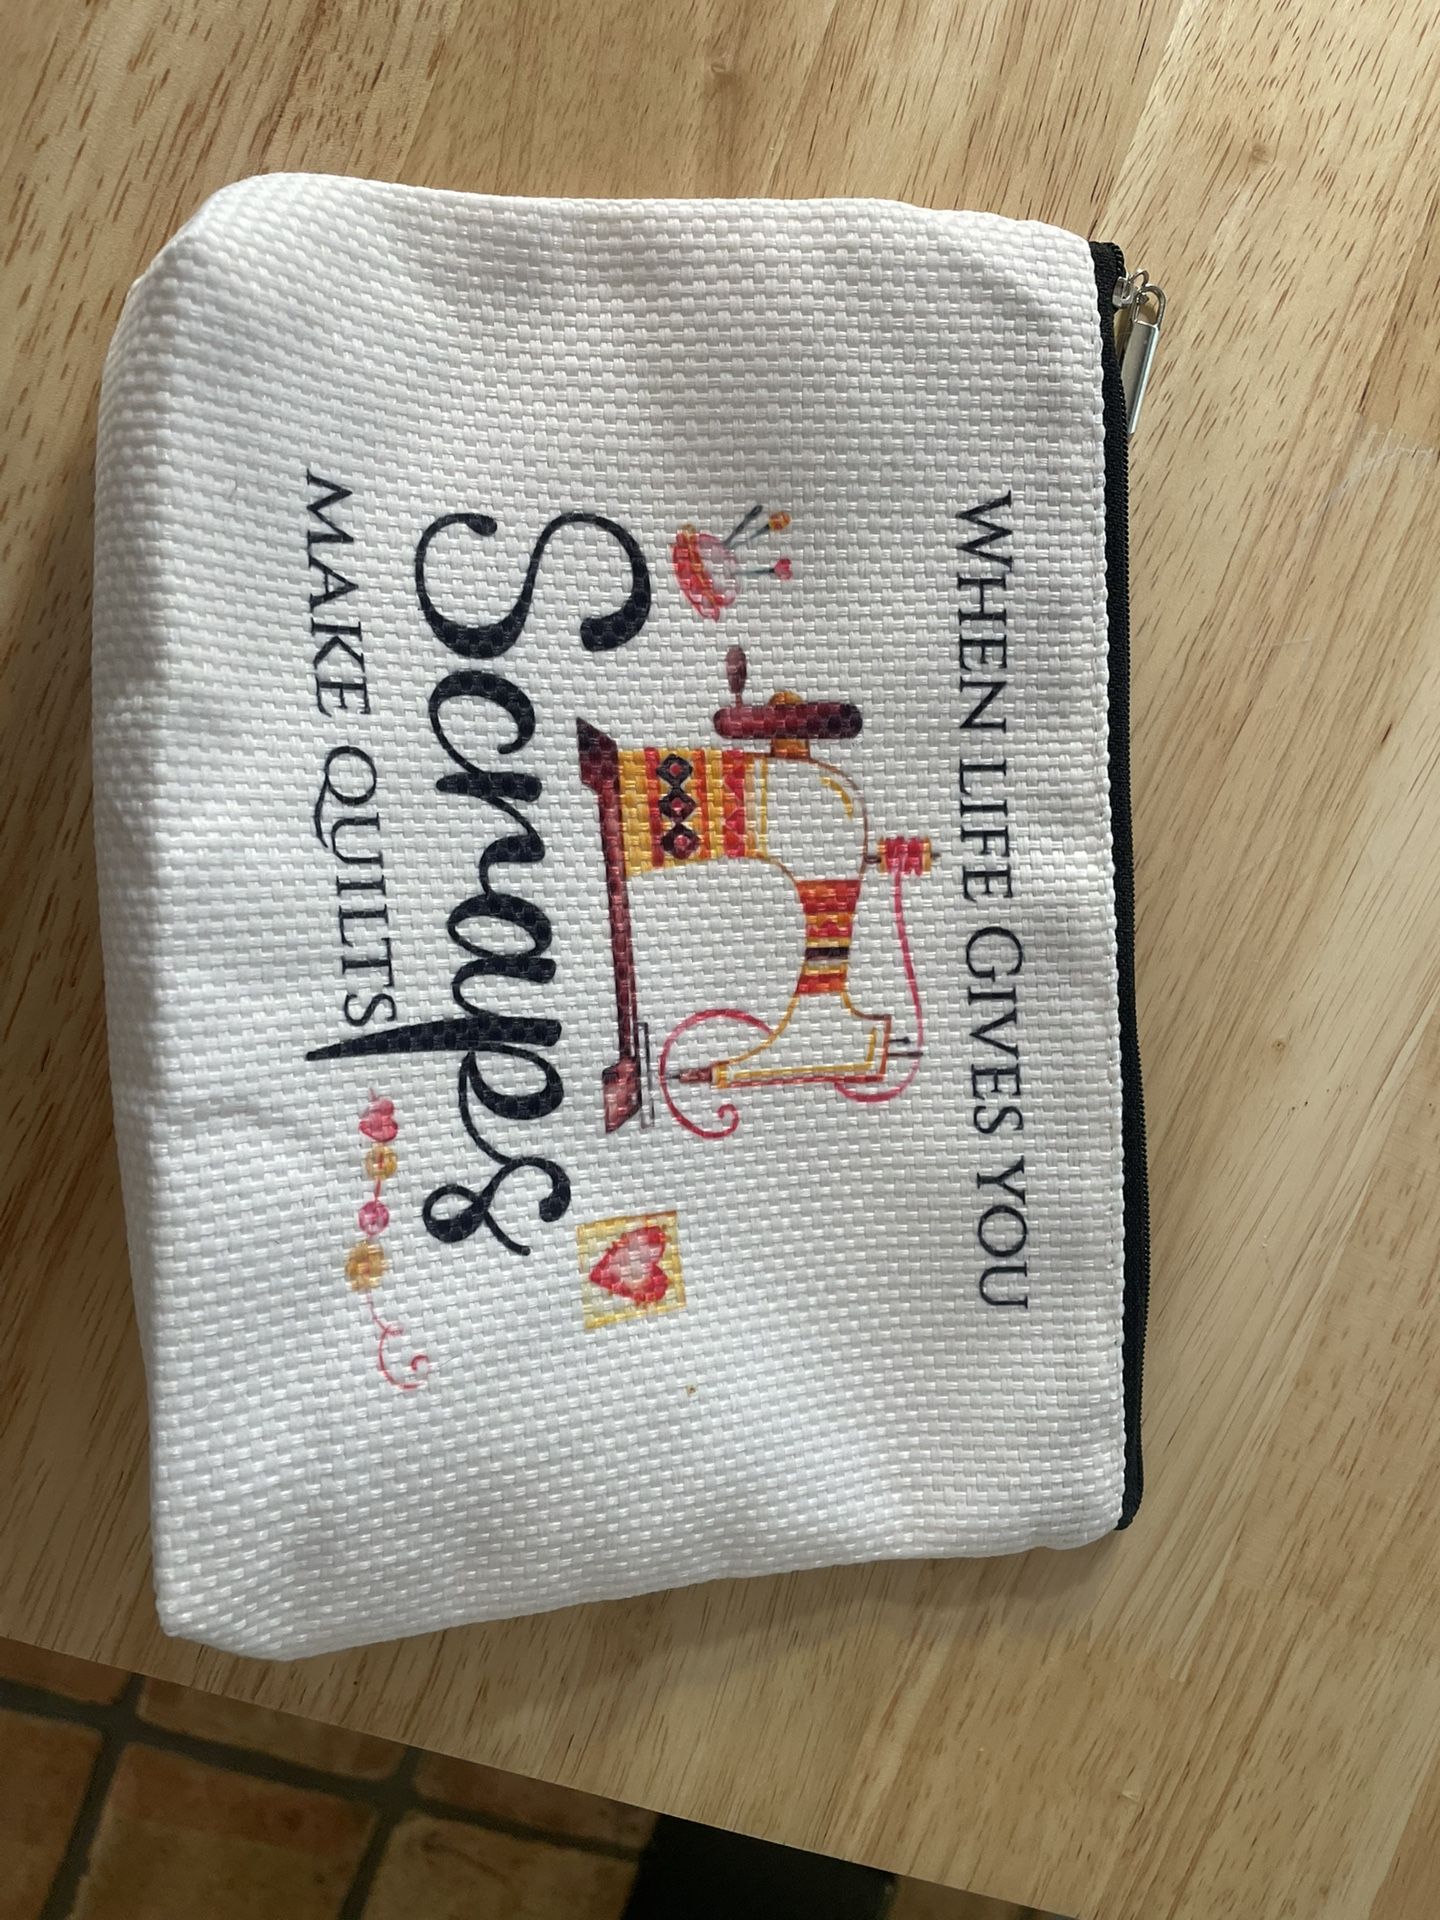 WHEN LIFE GIVES YOU
Scraps
MAKE QUILTS